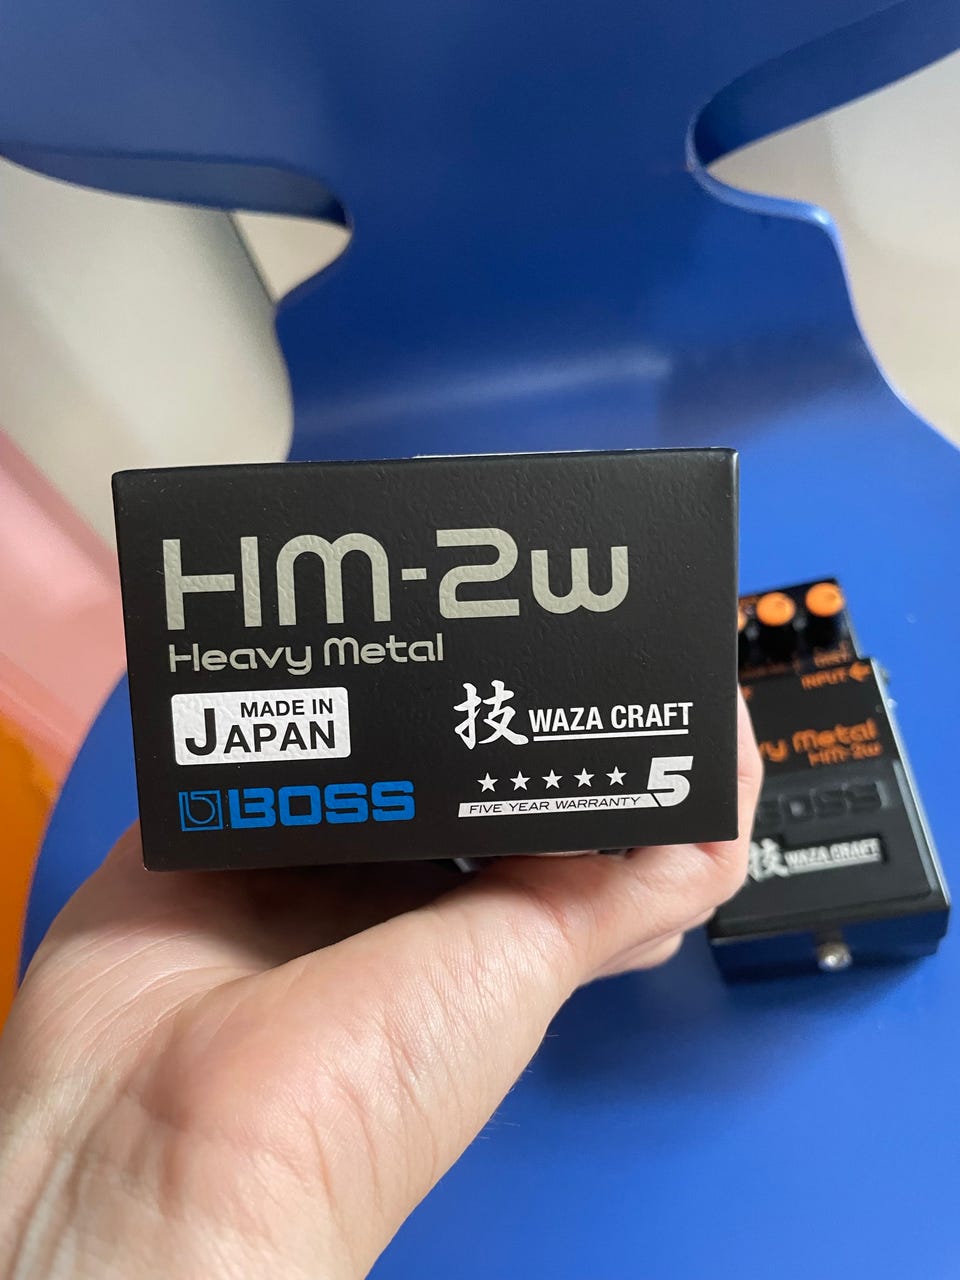 HM-2w
Heavy Metal
MADE IN
JAPAN
技 WAZA CRAFT
BOSS
FIVE YEAR WARRANTY 5
INPUT
Metal
HM-2w
BOSS
技 WAZA CRAFT